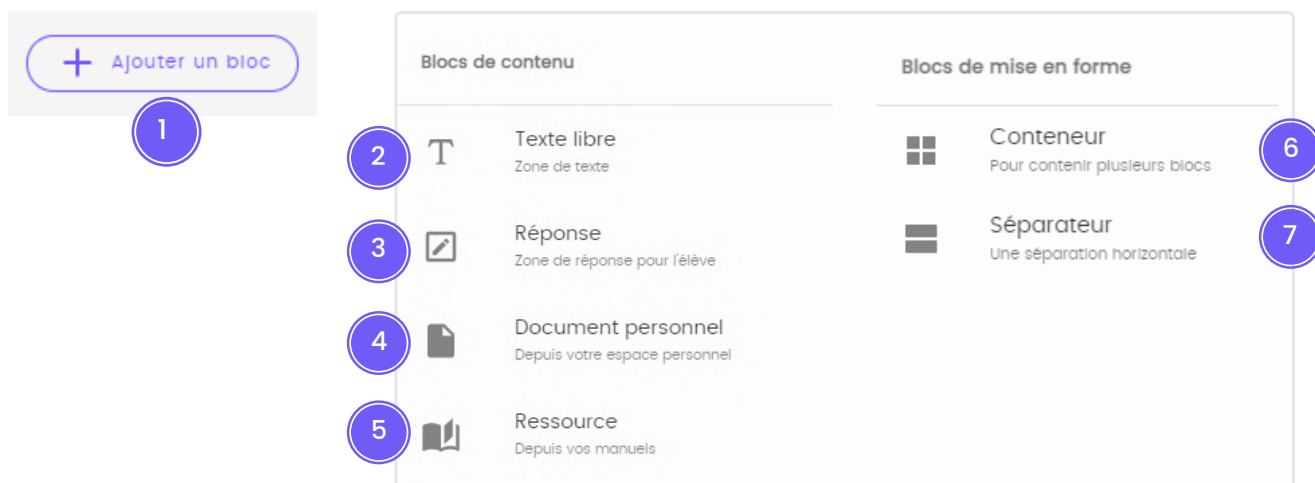 Ajouter un bloc
1
Blocs de contenu
2
Texte libre
Zone de texte
3
Réponse
Zone de réponse pour l'élève
4
Document personnel
Depuis votre espace personnel
5
Ressource
Depuis vos manuels
Blocs de mise en forme
Conteneur
Pour contenir plusieurs blocs
6
Séparateur
Une séparation horizontale
7